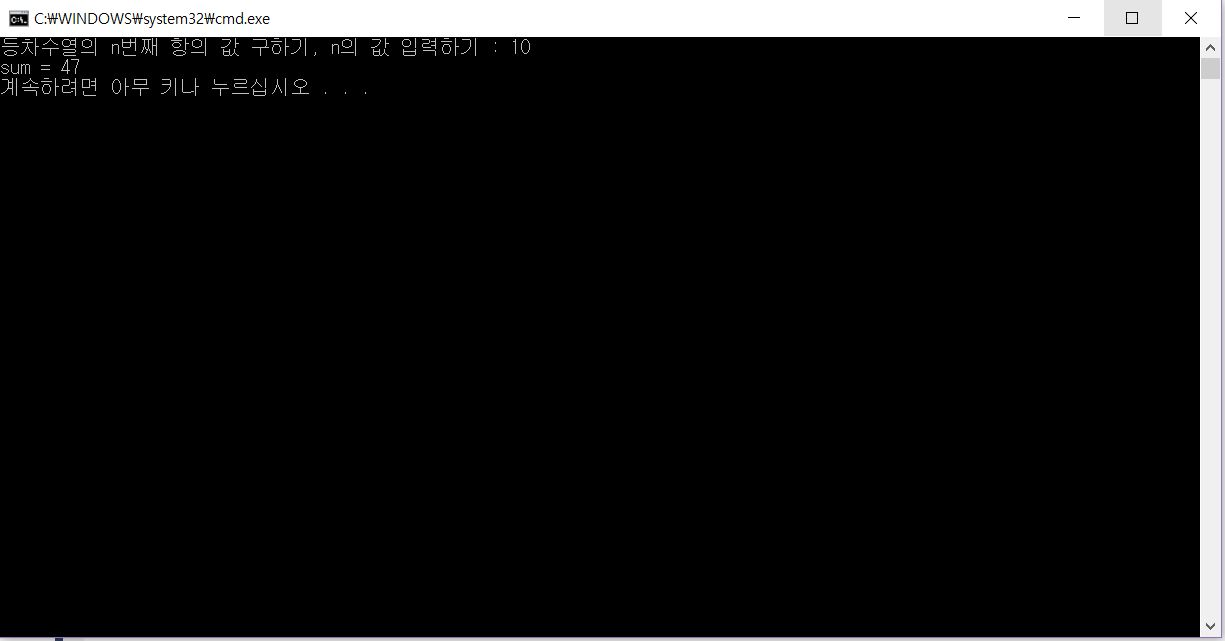 C:₩WINDOWS₩system32₩cmd.exe
등차수열의 n번째 항의 값 구하기, n의 값 입력하기 : 10
sum = 47
계속하려면 아무 키나 누르십시오 . . .